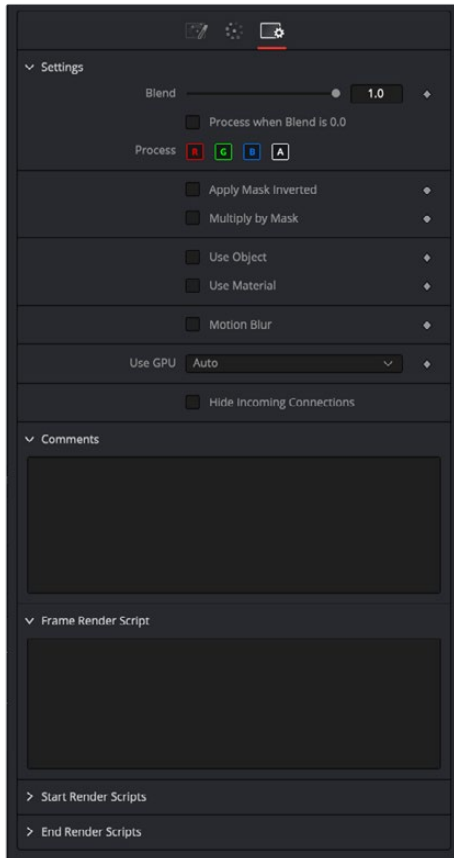 Settings
Blend 1.0
Process when Blend is 0.0
Process R G B A
Apply Mask Inverted
Multiply by Mask
Use Object
Use Material
Motion Blur
Use GPU Auto
Hide Incoming Connections
Comments
Frame Render Script
Start Render Scripts
End Render Scripts